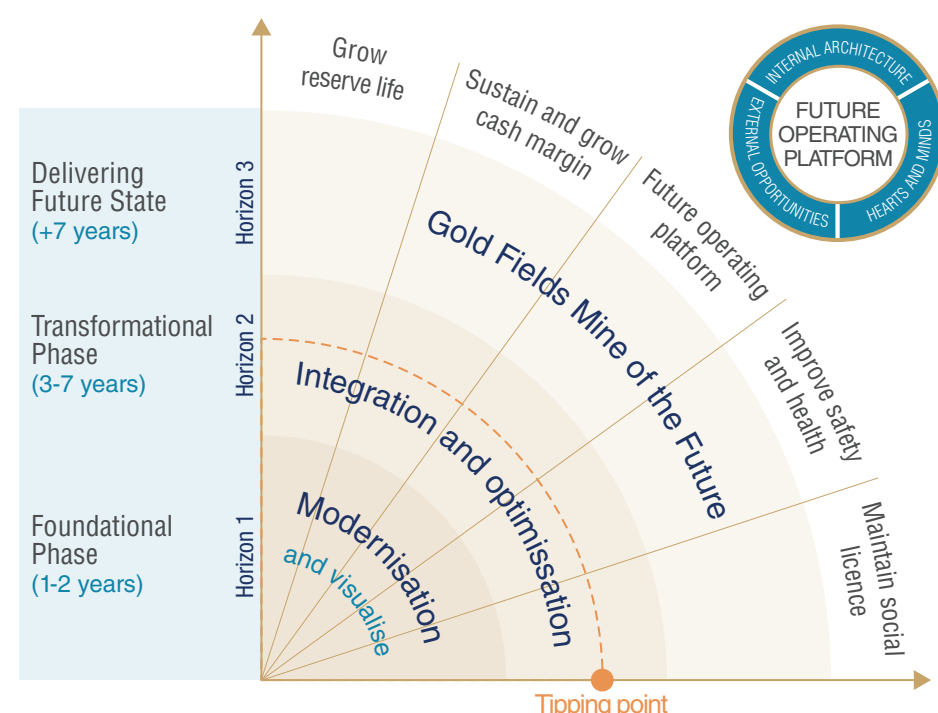 Grow
reserve life
Sustain and grow
cash margin
Future operating
platform
Improve safety
and health
Maintain social
licence
INTERNAL ARCHITECTURE
HEARTS AND MINDS
EXTERNAL OPPORTUNITIES
FUTURE
OPERATING
PLATFORM
Delivering
Future State
(+7 years)
Horizon 3
Transformational
Phase
(3-7 years)
Horizon 2
Foundational
Phase
(1-2 years)
Horizon 1
Gold Fields Mine of the Future
Integration and optimissation
Modernisation
and visualise
Tipping point